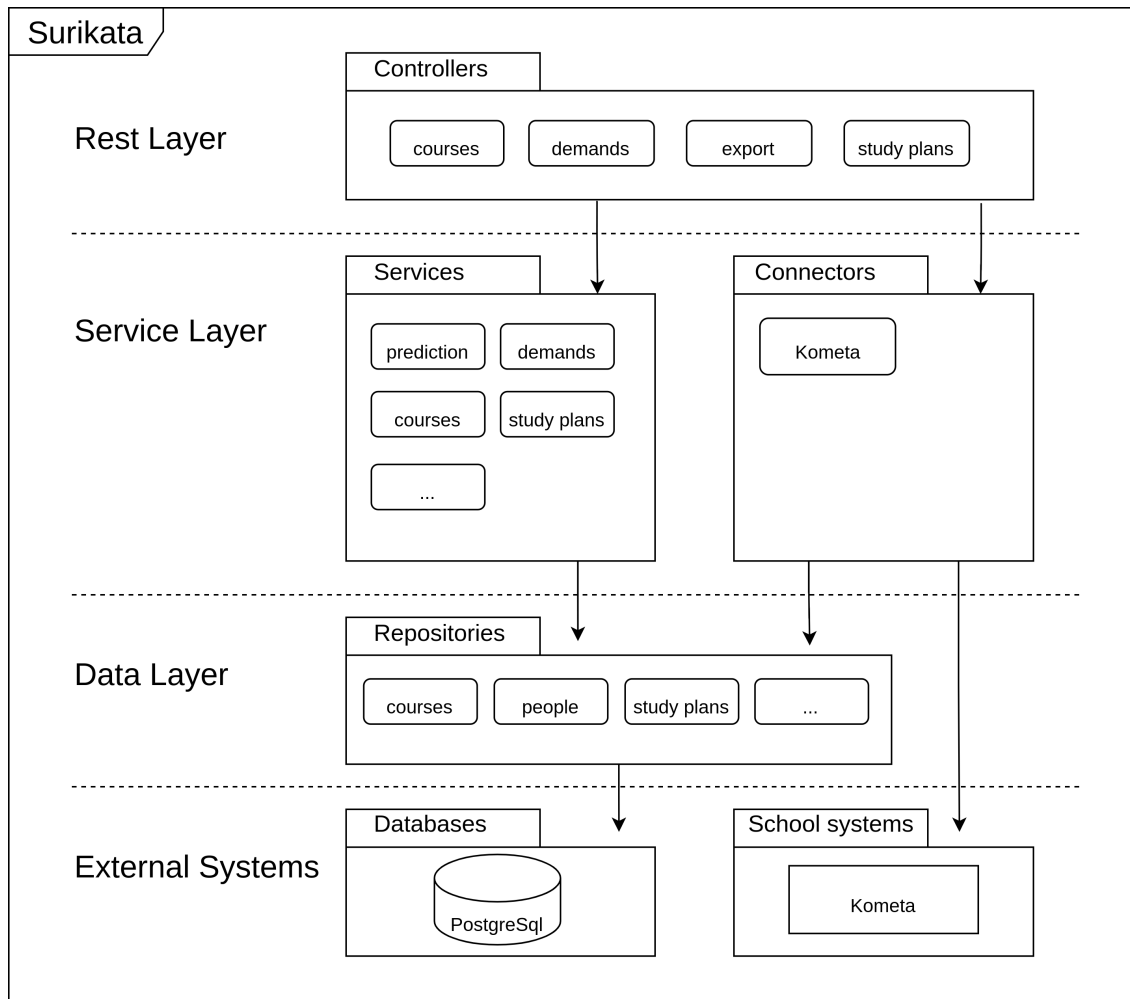 Surikata
Controllers
Rest Layer
courses
demands
export
study plans
Services
Connectors
Service Layer
prediction
demands
Kometa
courses
study plans
...
Repositories
Data Layer
courses
people
study plans
...
Databases
School systems
External Systems
PostgreSql
Kometa